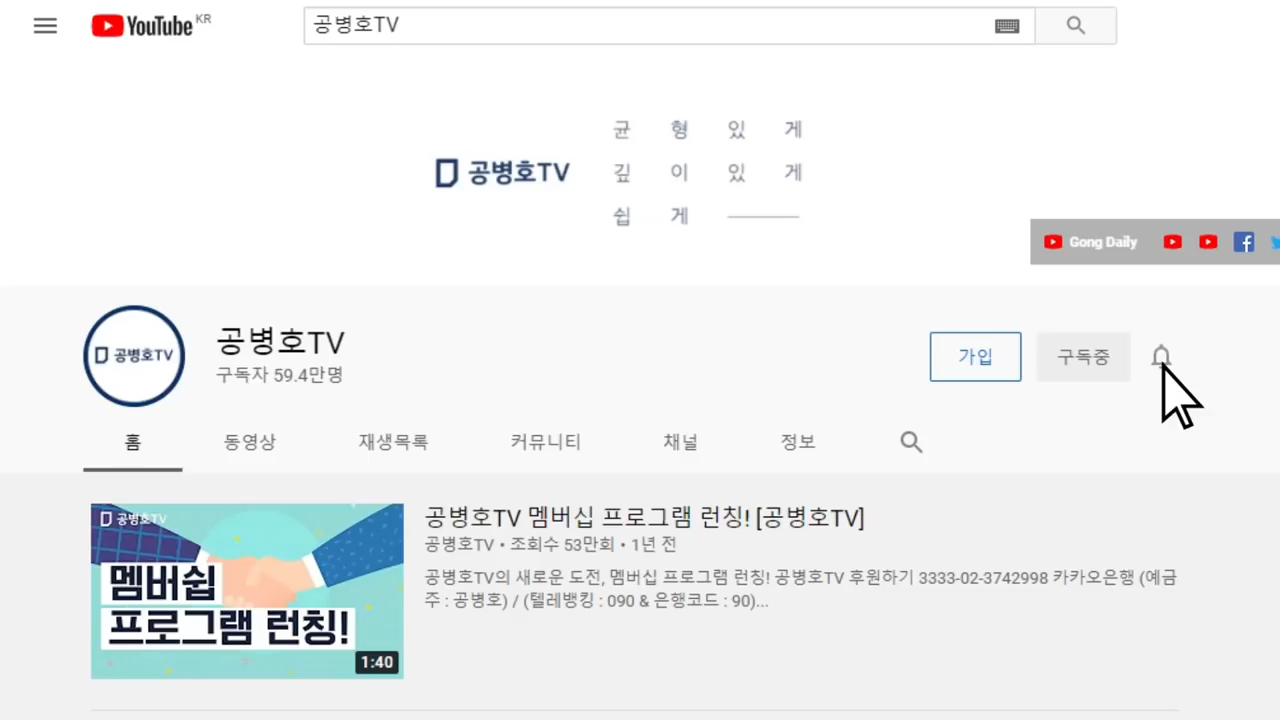 YouTube KR
공병호TV
균 형 있 게
공병호TV
깊 이 있 게
쉽 게
Gong Daily
공병호TV
공병호TV
구독자 59.4만명
가입
구독중
홈
동영상
재생목록
커뮤니티
채널
정보
공병호TV
멤버쉽
프로그램 런칭!
1:40
공병호TV 멤버십 프로그램 런칭! [공병호TV]
공병호TV • 조회수 53만회 • 1년 전
공병호TV의 새로운 도전, 멤버십 프로그램 런칭! 공병호TV 후원하기 3333-02-3742998 카카오은행 (예금
주 : 공병호) / (텔레뱅킹 : 090 & 은행코드 : 90)...